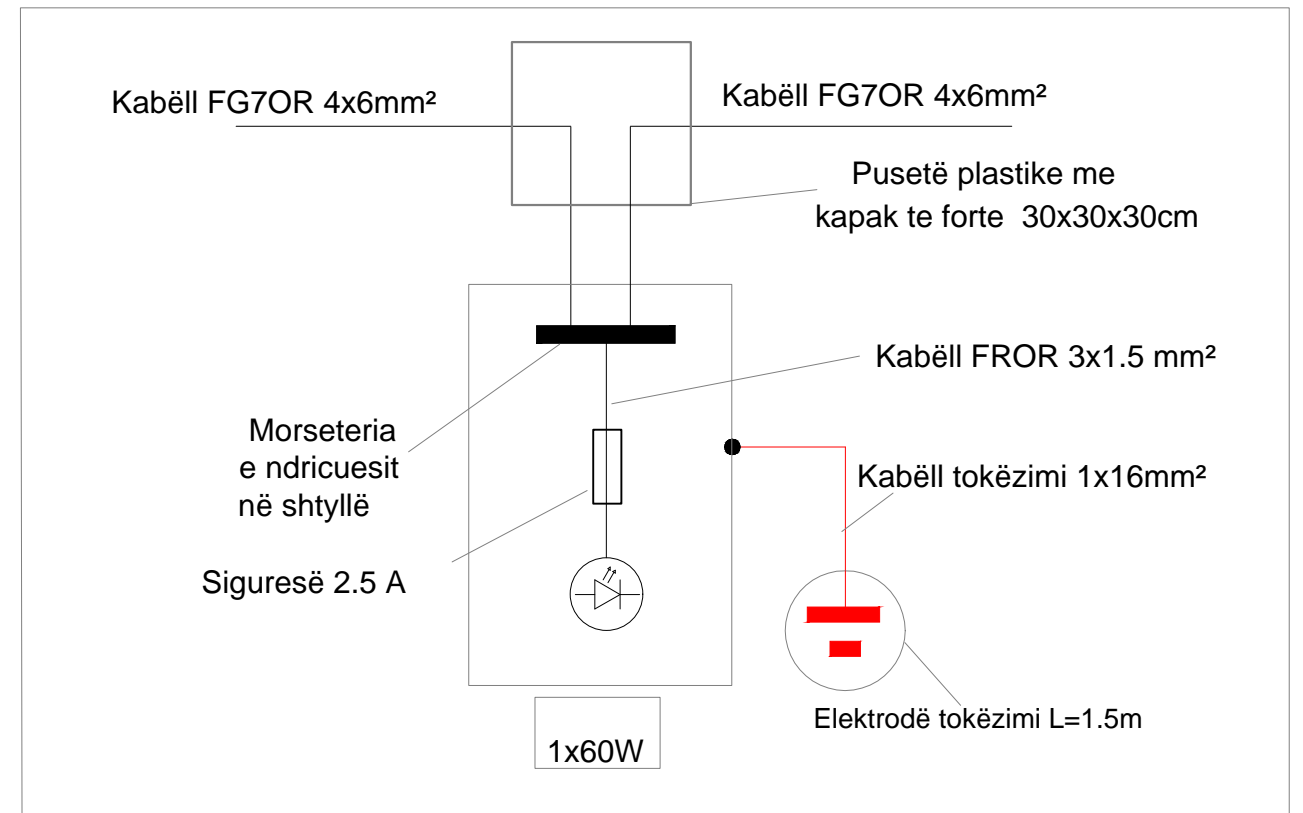 Kabëll FG7OR 4x6mm²
Kabëll FG7OR 4x6mm²
Pusetë plastike me
kapak te forte 30x30x30cm
Kabëll FROR 3x1.5 mm²
Morseteria
e ndricuesit
në shtyllë
Kabëll tokëzimi 1x16mm²
Siguresë 2.5 A
Elektrodë tokëzimi L=1.5m
1x60W